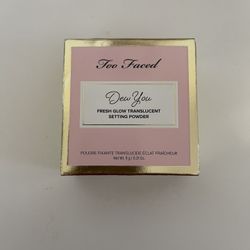 Too Faced
Dew You
FRESH GLOW TRANSLUCENT
SETTING POWDER
POUDRE FIXANTE TRANSLUCIDE ÉCLAT FRAÎCHEUR